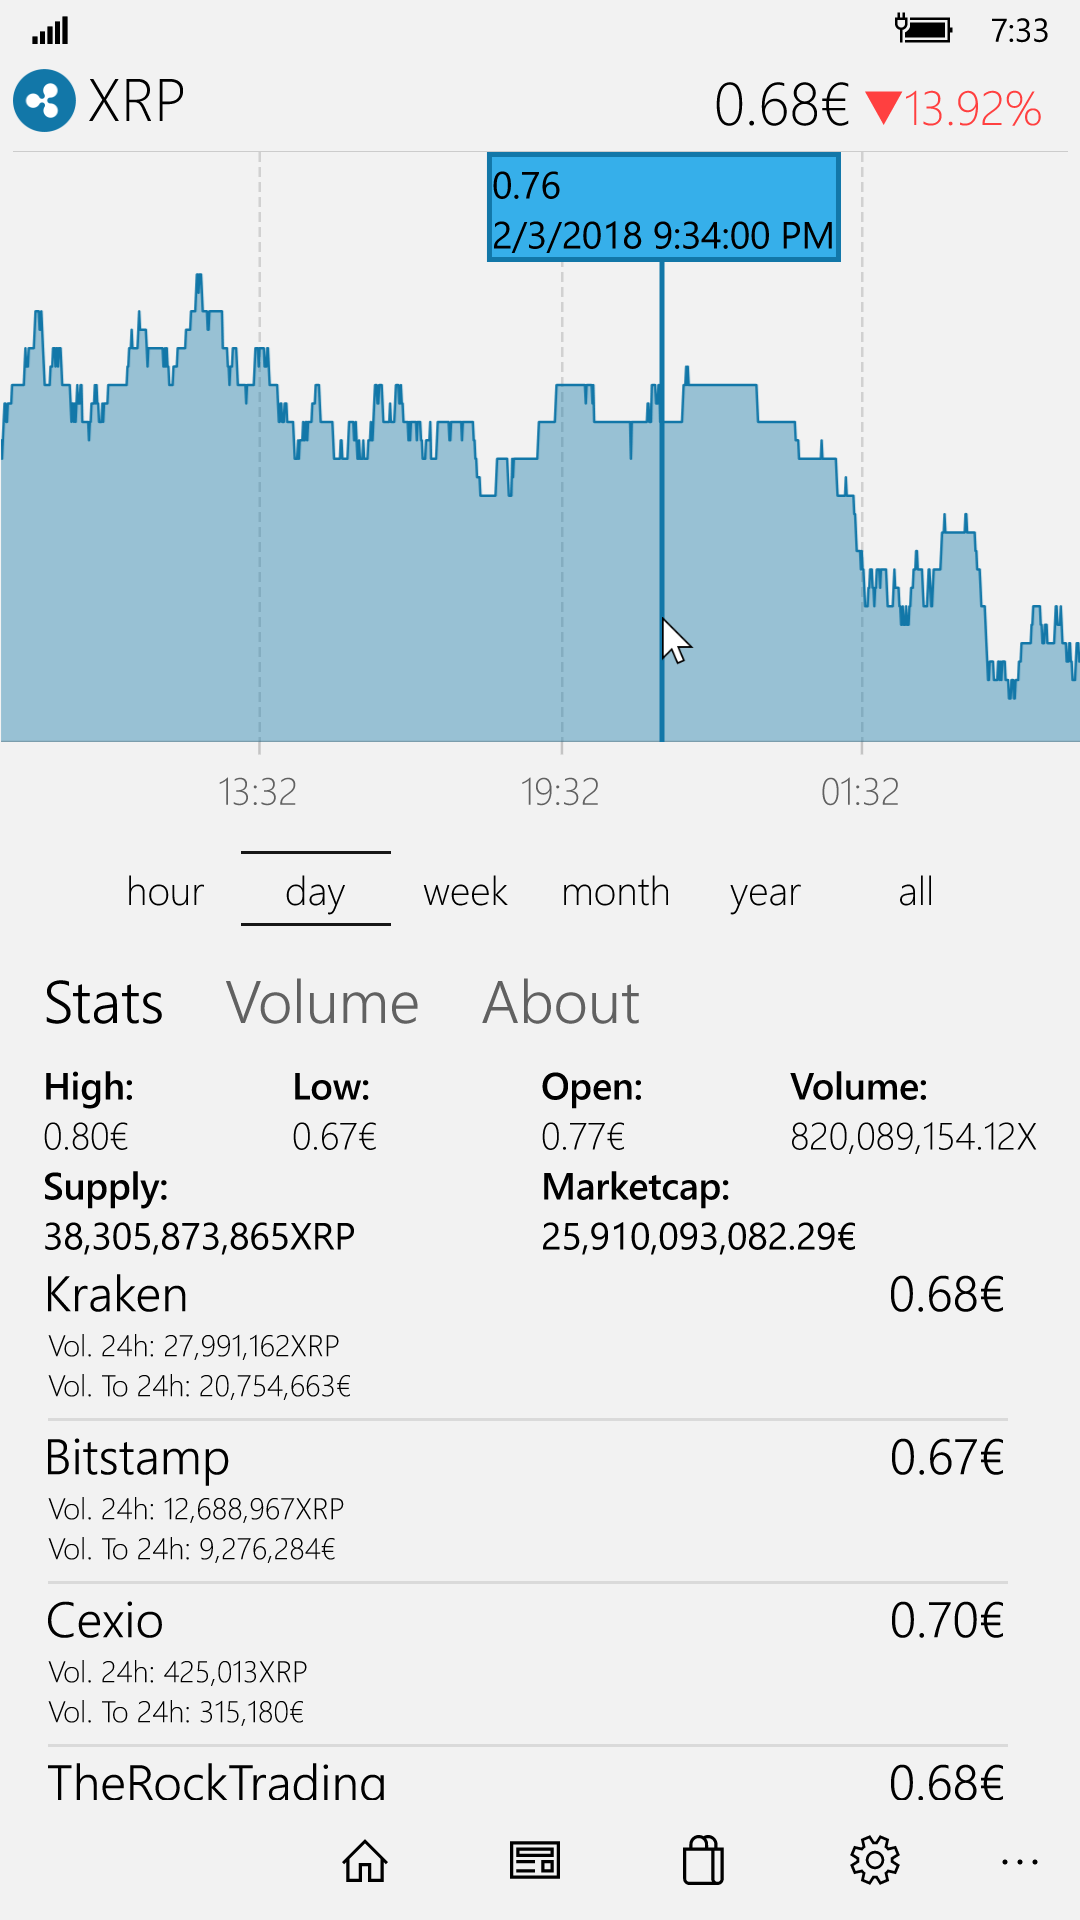 7:33
XRP 0.68€ ▼13.92%
0.76
2/3/2018 9:34:00 PM
13:32 19:32 01:32
hour day week month year all
Stats Volume About
High: Low: Open: Volume:
0.80€ 0.67€ 0.77€ 820,089,154.12X
Supply: Marketcap:
38,305,873,865XRP 25,910,093,082.29€
Kraken 0.68€
Vol. 24h: 27,991,162XRP
Vol. To 24h: 20,754,663€
Bitstamp 0.67€
Vol. 24h: 12,688,967XRP
Vol. To 24h: 9,276,284€
Cexio 0.70€
Vol. 24h: 425,013XRP
Vol. To 24h: 315,180€
TheRockTrading 0.68€